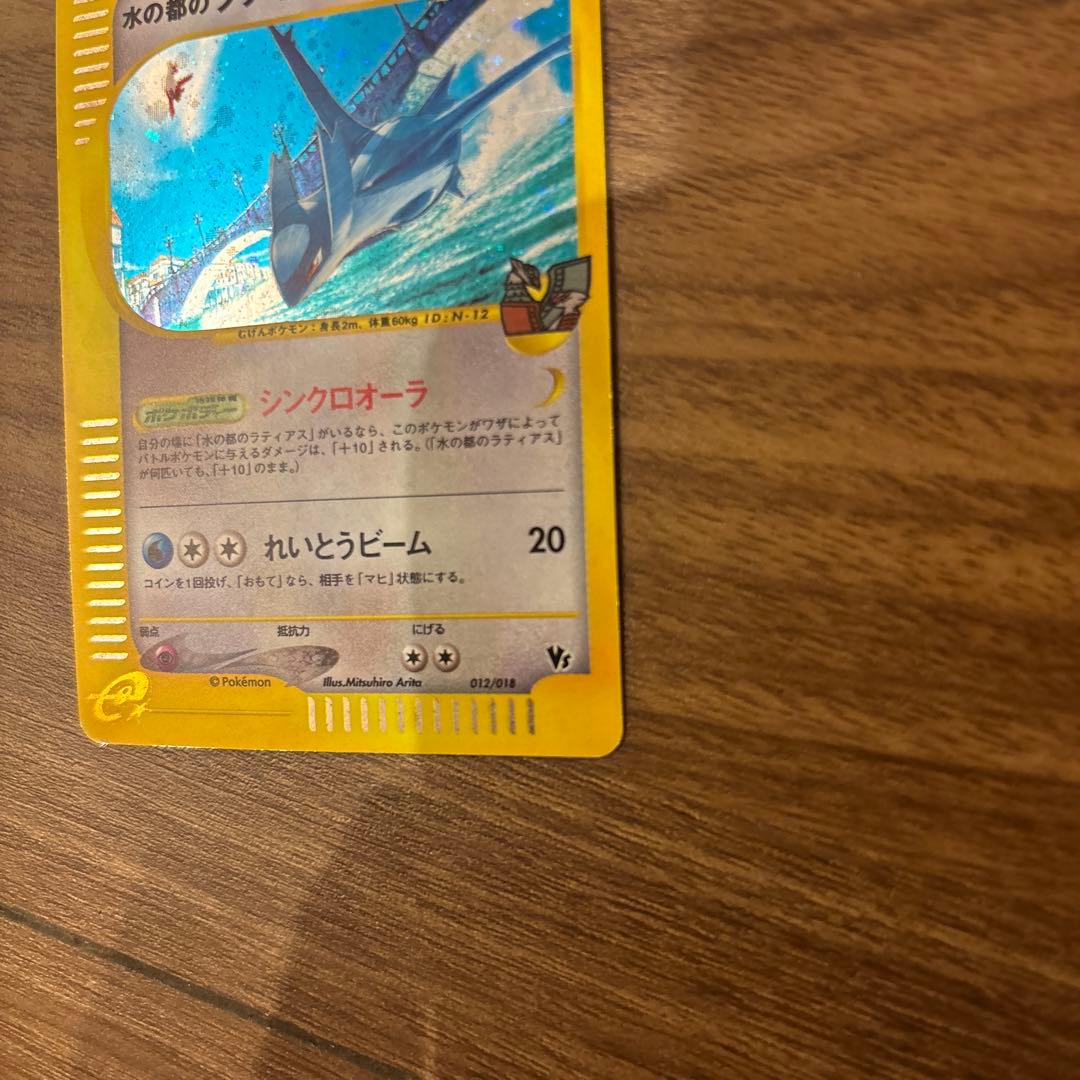 水の都の
むげんポケモン：身長2m、体重60kg ID：N-12
特殊能力
ポケボディー シンクロオーラ
自分の場に「水の都のラティアス」がいるなら、このポケモンがワザによって
バトルポケモンに与えるダメージは、「＋10」される。（「水の都のラティアス」
が何匹いても、「＋10」のまま。）
れいとうビーム 20
コインを1回投げ、「おもて」なら、相手を「マヒ」状態にする。
弱点 抵抗力 にげる
Vs
©Pokémon Illus.Mitsuhiro Arita 012/018
e